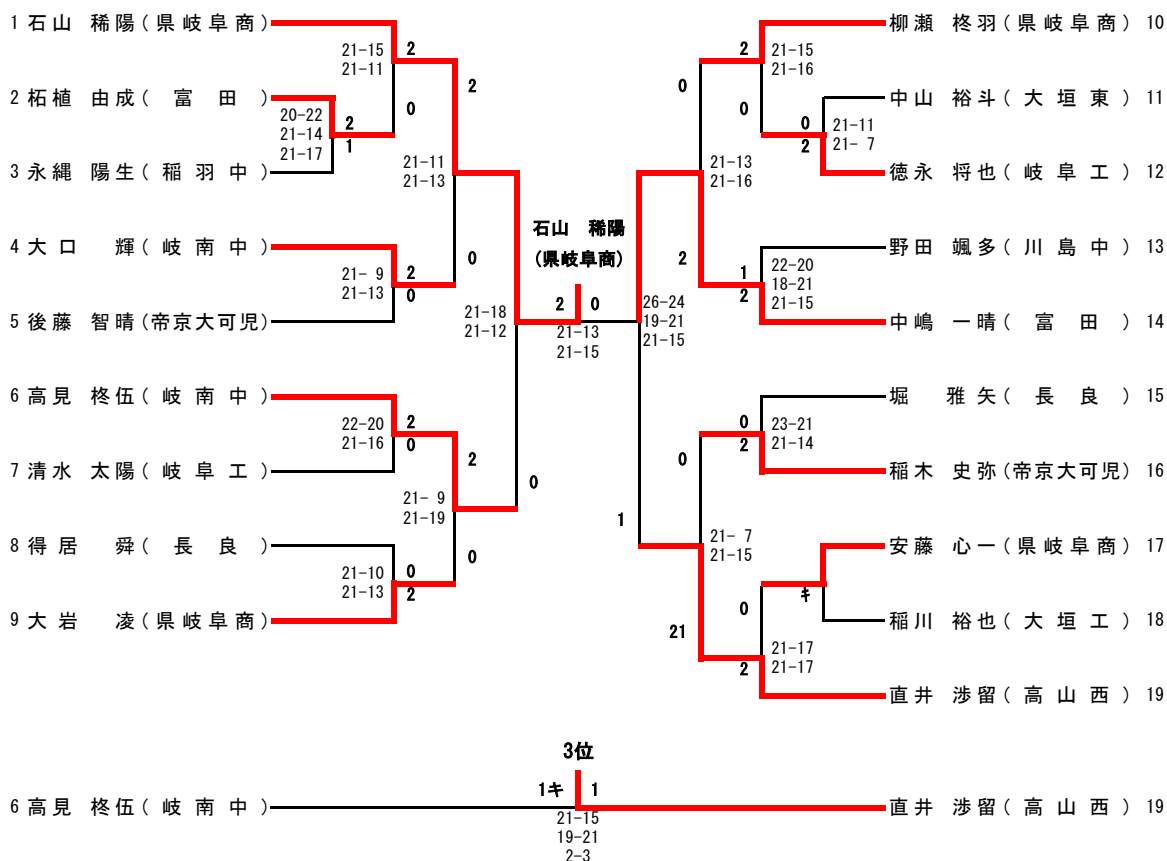 1 石山 稀陽(県岐阜商)
21-15
21-11
2
0
2 柘植 由成(富田)
20-22
21-14
21-17
2
1
3 永縄 陽生(稲羽中)
21-11
21-13
2
0
4 大口 輝(岐南中)
21- 9
21-13
2
0
5 後藤 智晴(帝京大可児)
21-18
21-12
6 高見 柊伍(岐南中)
22-20
21-16
2
0
7 清水 太陽(岐阜工)
21- 9
21-19
2
0
0
8 得居 舜(長良)
21-10
21-13
0
2
9 大岩 凌(県岐阜商)
石山 稀陽
(県岐阜商)
2 0
21-13
21-15
柳瀬 柊羽(県岐阜商) 10
2
0
21-15
21-16
中山 裕斗(大垣東) 11
0
2
21-11
21- 7
徳永 将也(岐阜工) 12
0
2
21-13
21-16
野田 颯多(川島中) 13
1
2
22-20
18-21
21-15
中嶋 一晴(富田) 14
26-24
19-21
21-15
堀 雅矢(長良) 15
0
2
23-21
21-14
稲木 史弥(帝京大可児) 16
0
1
21- 7
21-15
安藤 心一(県岐阜商) 17
キ
稲川 裕也(大垣工) 18
21
0
2
21-17
21-17
直井 渉留(高山西) 19
3位
6 高見 柊伍(岐南中)
1キ 1
21-15
19-21
2-3
直井 渉留(高山西) 19